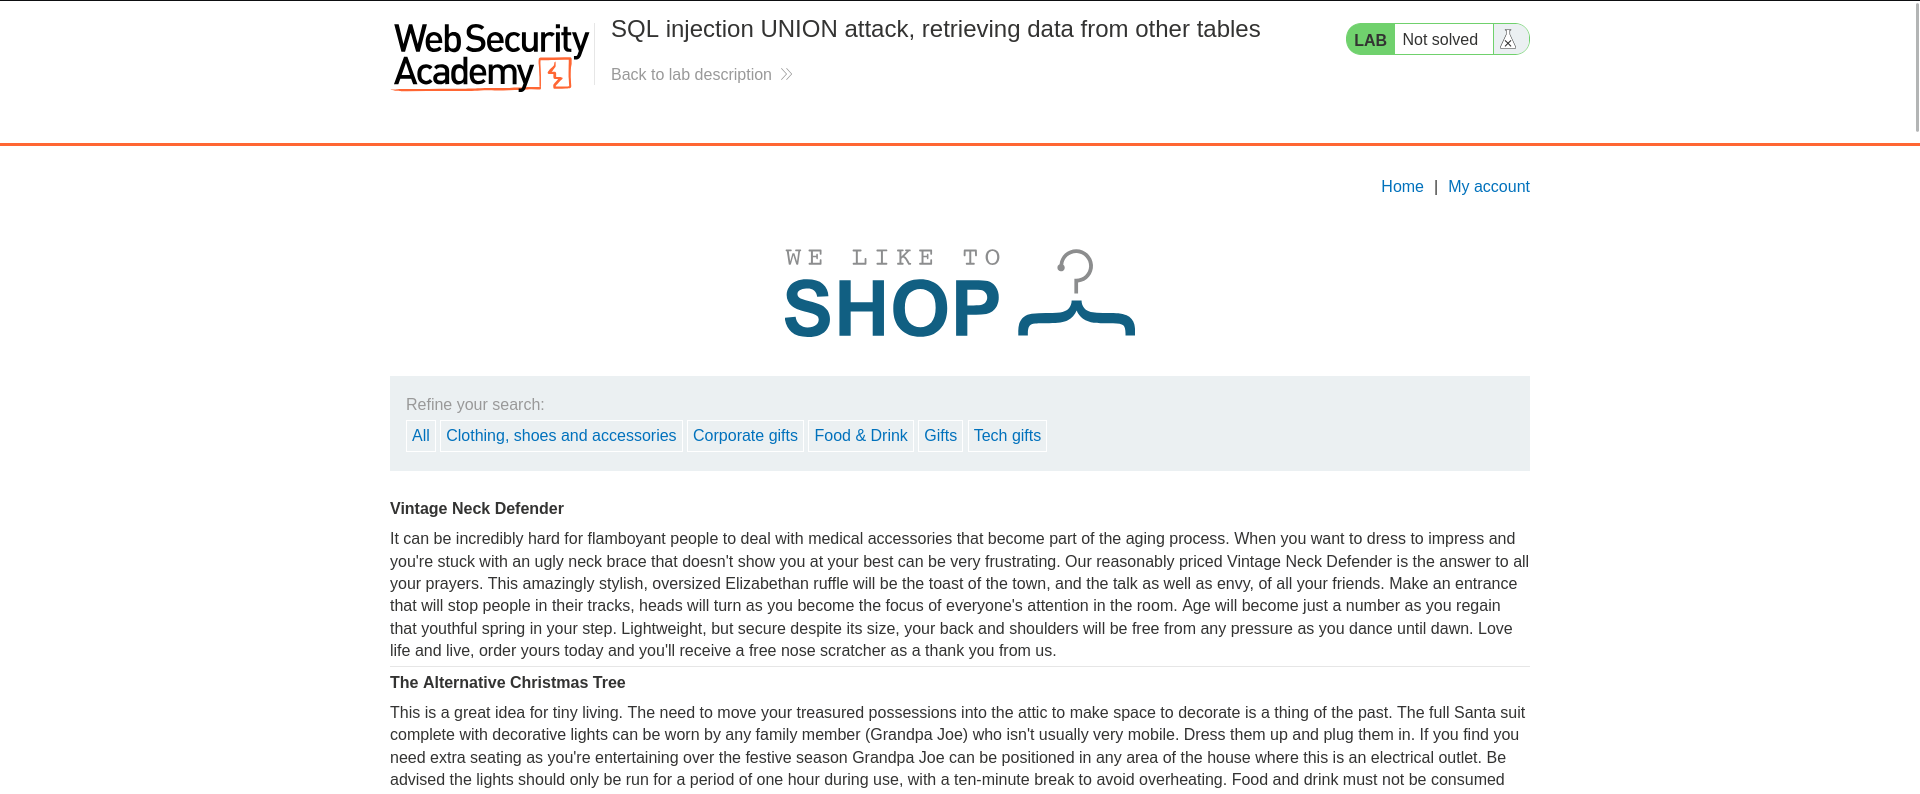 Web Security
Academy
SQL injection UNION attack, retrieving data from other tables
Back to lab description
LAB Not solved
Home | My account
WE LIKE TO
SHOP
Refine your search:
All Clothing, shoes and accessories Corporate gifts Food & Drink Gifts Tech gifts
Vintage Neck Defender
It can be incredibly hard for flamboyant people to deal with medical accessories that become part of the aging process. When you want to dress to impress and
you're stuck with an ugly neck brace that doesn't show you at your best can be very frustrating. Our reasonably priced Vintage Neck Defender is the answer to all
your prayers. This amazingly stylish, oversized Elizabethan ruffle will be the toast of the town, and the talk as well as envy, of all your friends. Make an entrance
that will stop people in their tracks, heads will turn as you become the focus of everyone's attention in the room. Age will become just a number as you regain
that youthful spring in your step. Lightweight, but secure despite its size, your back and shoulders will be free from any pressure as you dance until dawn. Love
life and live, order yours today and you'll receive a free nose scratcher as a thank you from us.
The Alternative Christmas Tree
This is a great idea for tiny living. The need to move your treasured possessions into the attic to make space to decorate is a thing of the past. The full Santa suit
complete with decorative lights can be worn by any family member (Grandpa Joe) who isn't usually very mobile. Dress them up and plug them in. If you find you
need extra seating as you're entertaining over the festive season Grandpa Joe can be positioned in any area of the house where this is an electrical outlet. Be
advised the lights should only be run for a period of one hour during use, with a ten-minute break to avoid overheating. Food and drink must not be consumed